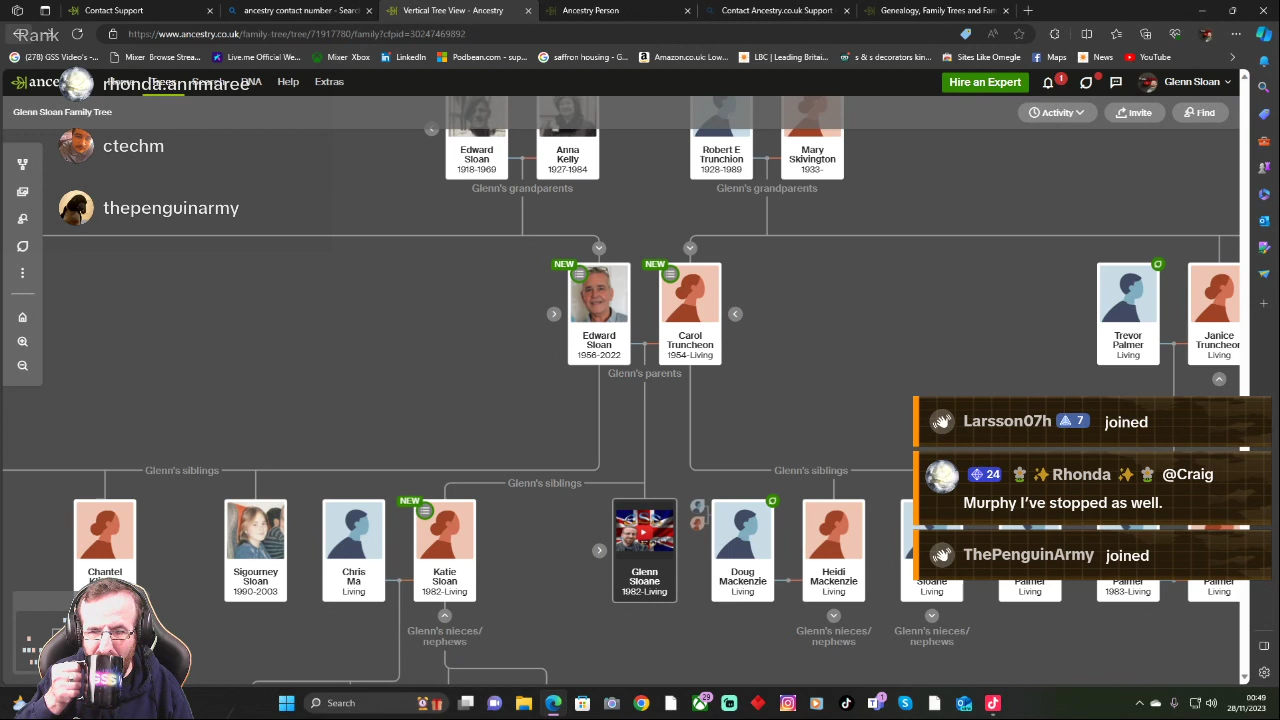 Rank
Contact Support
ancestry contact number - Searc
Vertical Tree View - Ancestry
Ancestry Person
Contact Ancestry.co.uk Support
Genealogy, Family Trees and Fam
https://www.ancestry.co.uk/family-tree/tree/71917780/family?cfpid=30247469892
(278) GSS Video's -...
Mixer Browse Strea...
Live.me Official We...
Mixer Xbox
LinkedIn
Podbean.com - sup...
saffron housing - G...
Amazon.co.uk Low...
LBC | Leading Britai...
s & s decorators kin...
Sites Like Omegle
Maps
News
YouTube
Help
Extras
Hire an Expert
1
Glenn Sloan
rhonda.annmaree
Glenn Sloan Family Tree
Activity
Invite
Find
ctechm
thepenguinarmy
Edward Sloan 1918-1969
Anna Kelly 1927-1984
Robert E Trunchion 1928-1989
Mary Skivington 1933-
Glenn's grandparents
Glenn's grandparents
NEW
NEW
Edward Sloan 1956-2022
Carol Truncheon 1954-Living
Trevor Palmer Living
Janice Truncheon Living
Glenn's parents
Larsson07h 7 joined
Glenn's siblings
Glenn's siblings
Glenn's siblings
24 Rhonda @Craig
Murphy I've stopped as well.
NEW
ThePenguinArmy joined
Chantel
Sigourney Sloan 1990-2003
Chris Ma Living
Katie Sloan 1982-Living
Glenn Sloane 1982-Living
Doug Mackenzie Living
Heidi Mackenzie Living
Sloane Living
Palmer Living
Palmer 1983-Living
Palmer Living
Glenn's nieces/ nephews
Glenn's nieces/ nephews
Glenn's nieces/ nephews
Search
29
1
00:49
28/11/2023